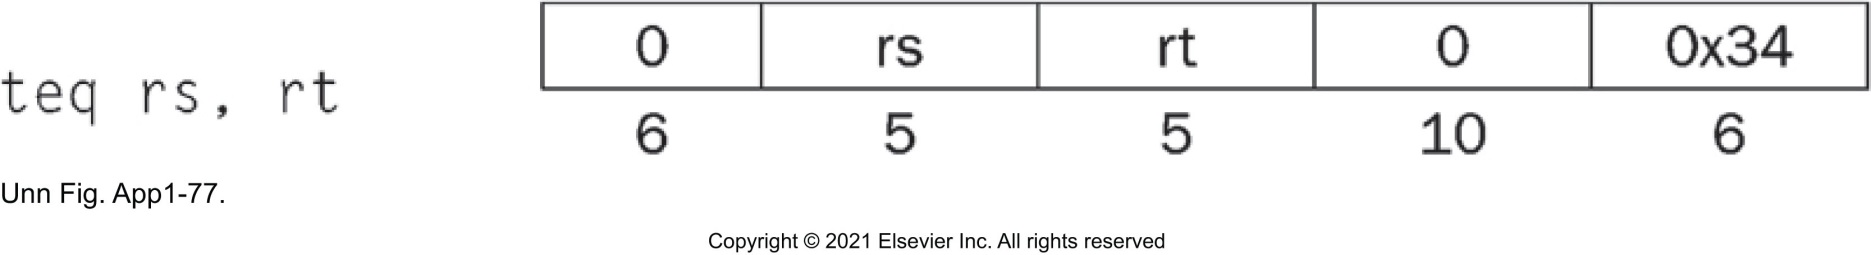 0 rs rt 0 0x34
teq rs, rt
6 5 5 10 6
Unn Fig. App1-77.
Copyright © 2021 Elsevier Inc. All rights reserved